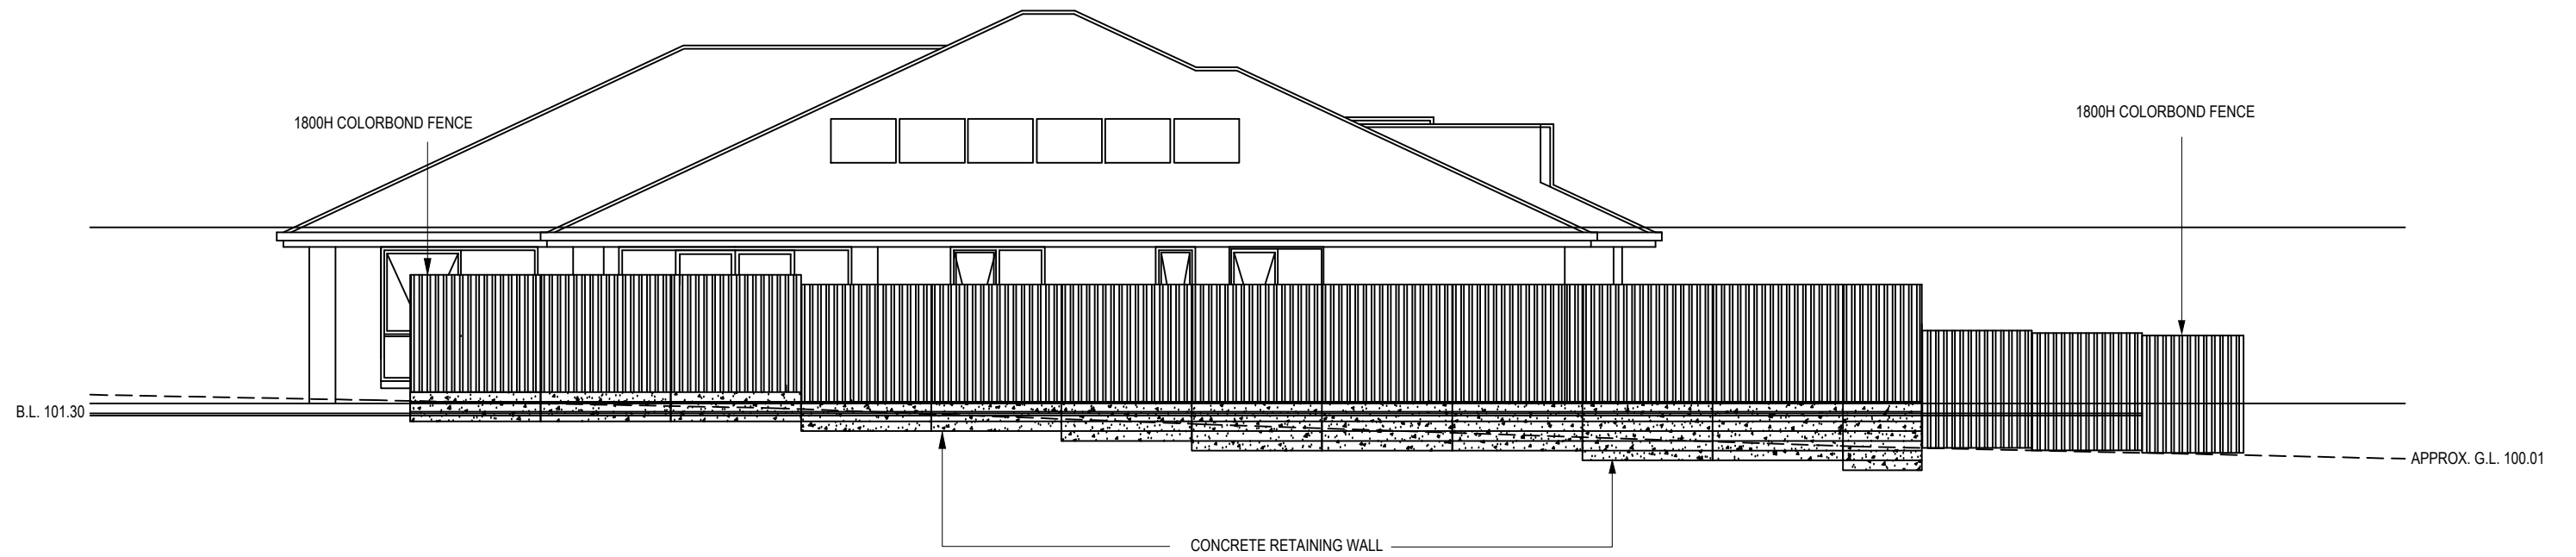 1800H COLORBOND FENCE
1800H COLORBOND FENCE
B.L. 101.30
APPROX. G.L. 100.01
CONCRETE RETAINING WALL